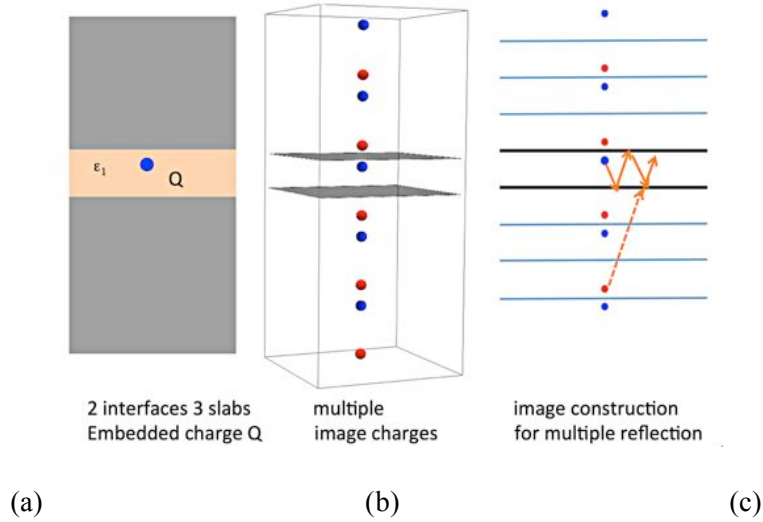 ε1
Q
2 interfaces 3 slabs
Embedded charge Q
multiple
image charges
image construction
for multiple reflection
(a)
(b)
(c)